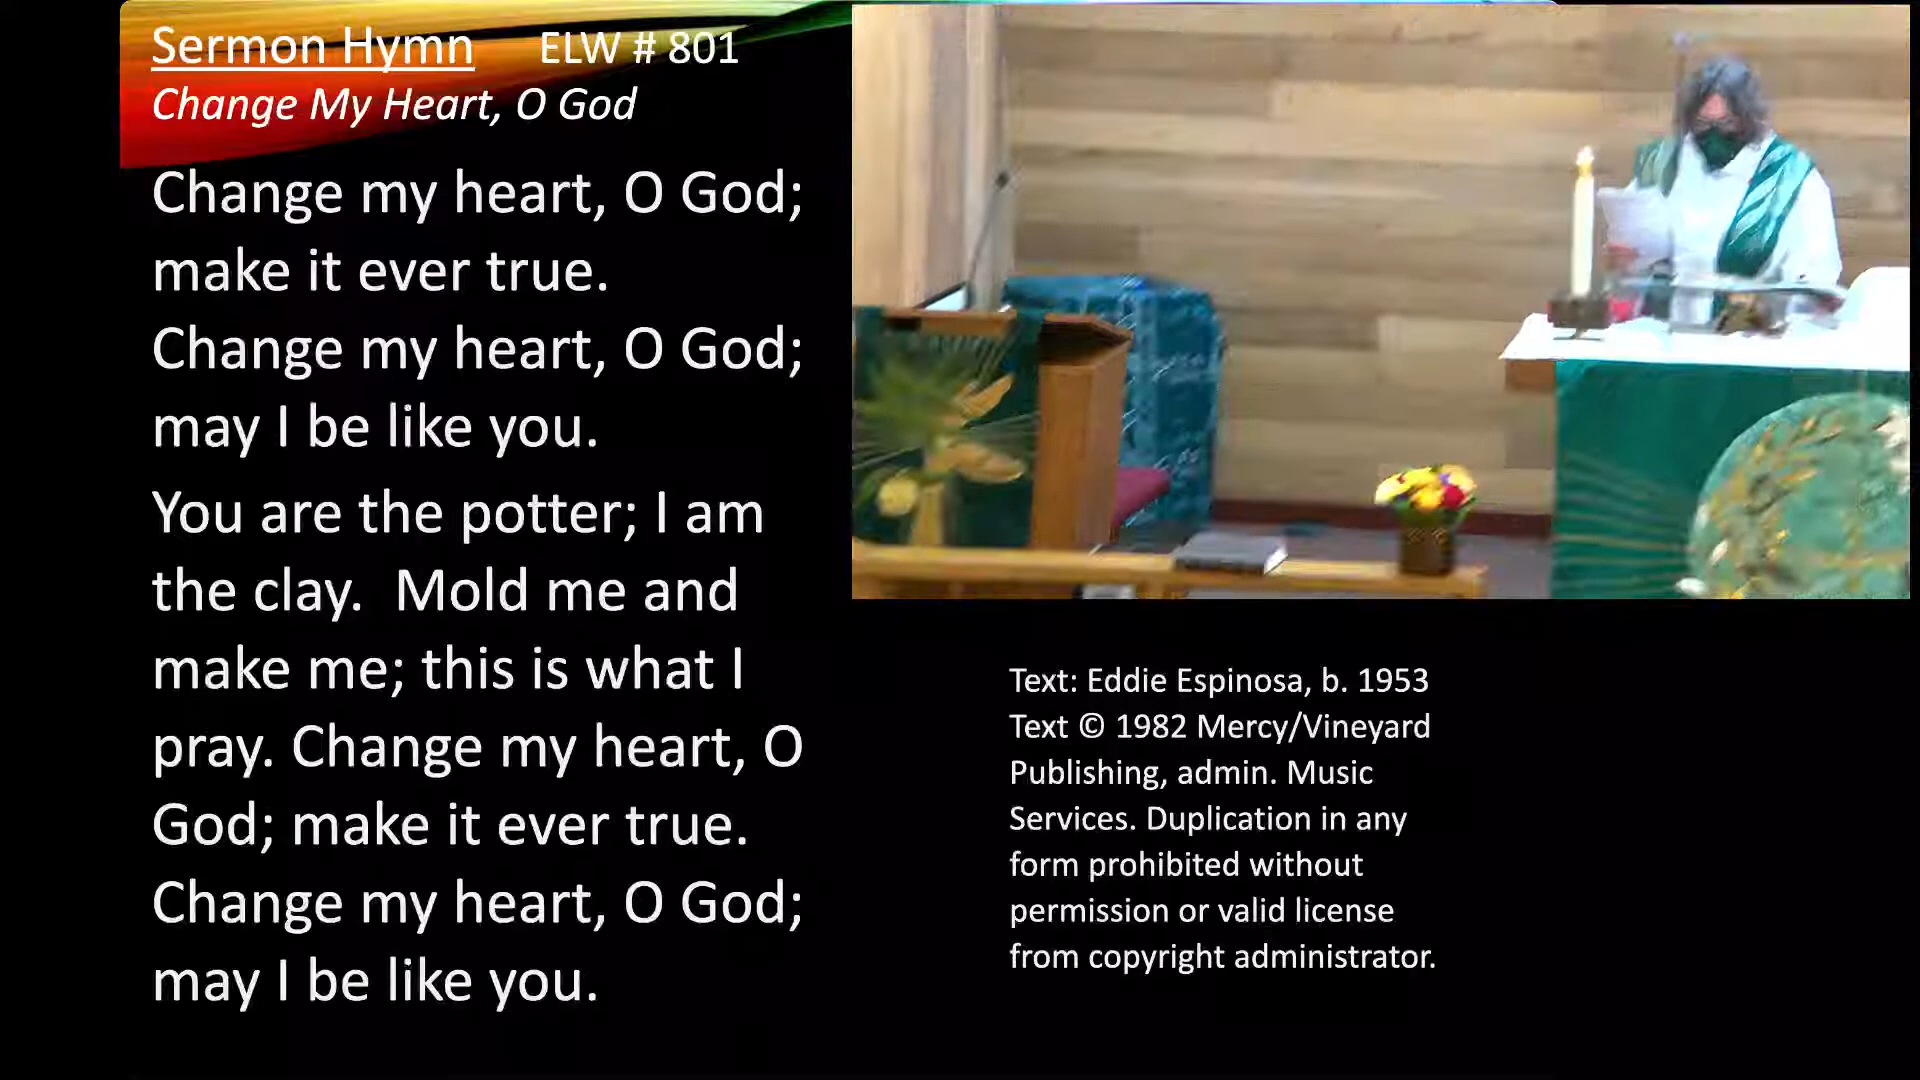 Sermon Hymn ELW # 801
Change My Heart, O God
Change my heart, O God;
make it ever true.
Change my heart, O God;
may I be like you.
You are the potter; I am
the clay. Mold me and
make me; this is what I
pray. Change my heart, O
God; make it ever true.
Change my heart, O God;
may I be like you.
Text: Eddie Espinosa, b. 1953
Text © 1982 Mercy/Vineyard
Publishing, admin. Music
Services. Duplication in any
form prohibited without
permission or valid license
from copyright administrator.